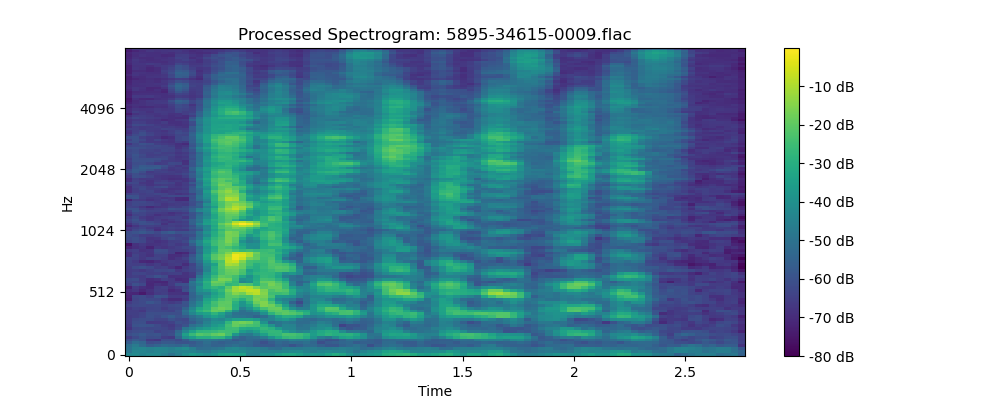 Processed Spectrogram: 5895-34615-0009.flac
4096
2048
1024
512
0
Hz
0
0.5
1
1.5
2
2.5
Time
-10 dB
-20 dB
-30 dB
-40 dB
-50 dB
-60 dB
-70 dB
-80 dB